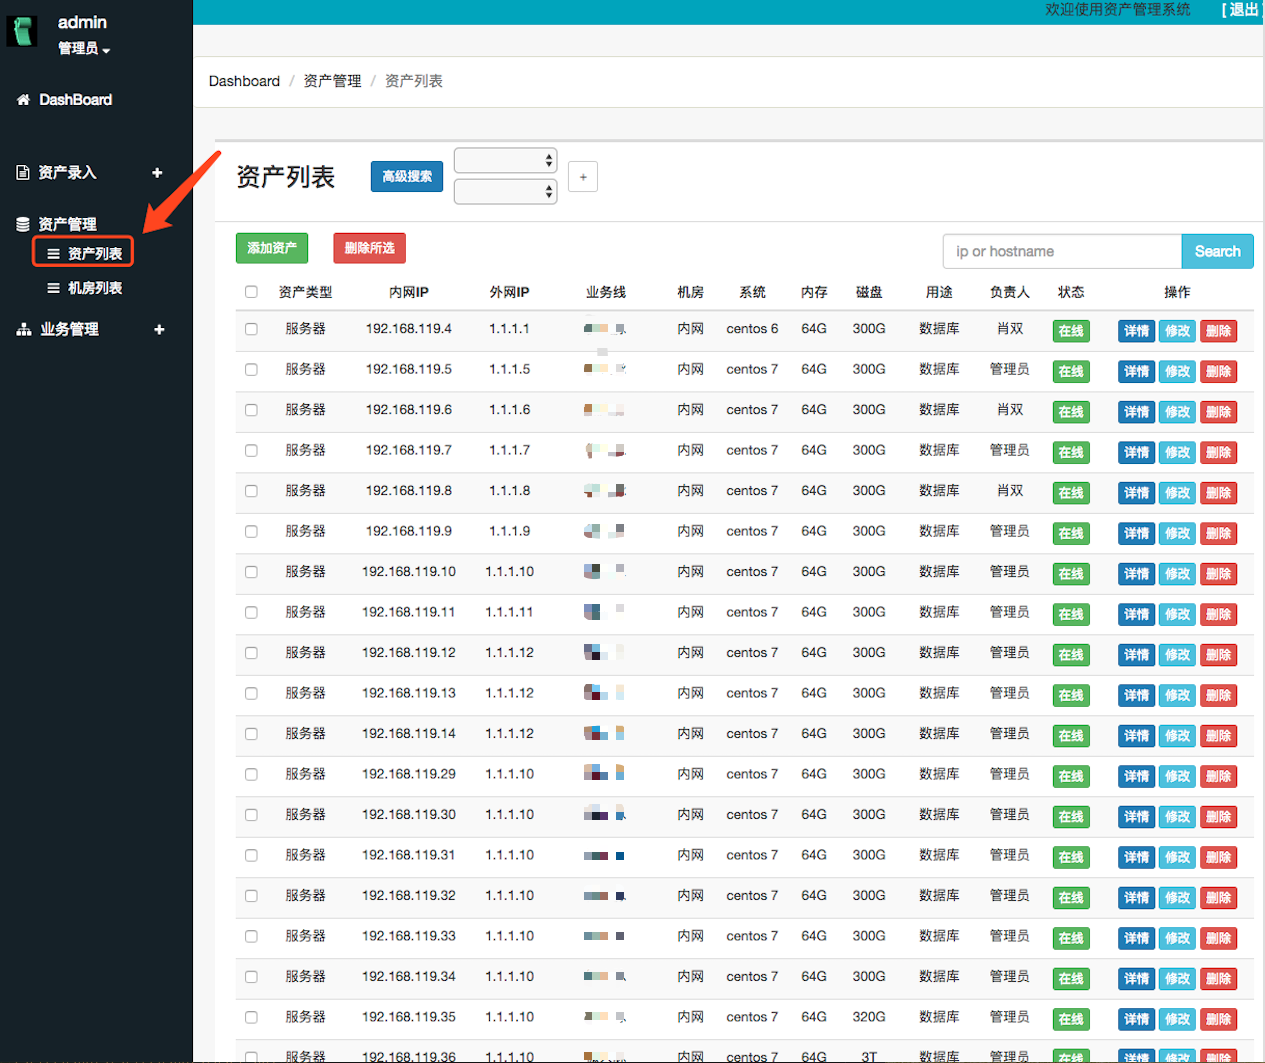 admin
管理员
DashBoard
资产录入 +
资产管理
资产列表
机房列表
业务管理 +
欢迎使用资产管理系统 [ 退出
Dashboard / 资产管理 / 资产列表
资产列表 高级搜索 +
添加资产 删除所选 ip or hostname Search
资产类型 内网IP 外网IP 业务线 机房 系统 内存 磁盘 用途 负责人 状态 操作
服务器 192.168.119.4 1.1.1.1 内网 centos 6 64G 300G 数据库 肖双 在线 详情 修改 删除
服务器 192.168.119.5 1.1.1.5 内网 centos 7 64G 300G 数据库 管理员 在线 详情 修改 删除
服务器 192.168.119.6 1.1.1.6 内网 centos 7 64G 300G 数据库 肖双 在线 详情 修改 删除
服务器 192.168.119.7 1.1.1.7 内网 centos 7 64G 300G 数据库 管理员 在线 详情 修改 删除
服务器 192.168.119.8 1.1.1.8 内网 centos 7 64G 300G 数据库 肖双 在线 详情 修改 删除
服务器 192.168.119.9 1.1.1.9 内网 centos 7 64G 300G 数据库 管理员 在线 详情 修改 删除
服务器 192.168.119.10 1.1.1.10 内网 centos 7 64G 300G 数据库 管理员 在线 详情 修改 删除
服务器 192.168.119.11 1.1.1.11 内网 centos 7 64G 300G 数据库 管理员 在线 详情 修改 删除
服务器 192.168.119.12 1.1.1.12 内网 centos 7 64G 300G 数据库 管理员 在线 详情 修改 删除
服务器 192.168.119.13 1.1.1.12 内网 centos 7 64G 300G 数据库 管理员 在线 详情 修改 删除
服务器 192.168.119.14 1.1.1.12 内网 centos 7 64G 300G 数据库 管理员 在线 详情 修改 删除
服务器 192.168.119.29 1.1.1.10 内网 centos 7 64G 300G 数据库 管理员 在线 详情 修改 删除
服务器 192.168.119.30 1.1.1.10 内网 centos 7 64G 300G 数据库 管理员 在线 详情 修改 删除
服务器 192.168.119.31 1.1.1.10 内网 centos 7 64G 300G 数据库 管理员 在线 详情 修改 删除
服务器 192.168.119.32 1.1.1.10 内网 centos 7 64G 300G 数据库 管理员 在线 详情 修改 删除
服务器 192.168.119.33 1.1.1.10 内网 centos 7 64G 300G 数据库 管理员 在线 详情 修改 删除
服务器 192.168.119.34 1.1.1.10 内网 centos 7 64G 300G 数据库 管理员 在线 详情 修改 删除
服务器 192.168.119.35 1.1.1.10 内网 centos 7 64G 320G 数据库 管理员 在线 详情 修改 删除
服务器 192.168.119.36 1.1.1.10 内网 centos 7 64G 3T 数据库 管理员 在线 详情 修改 删除